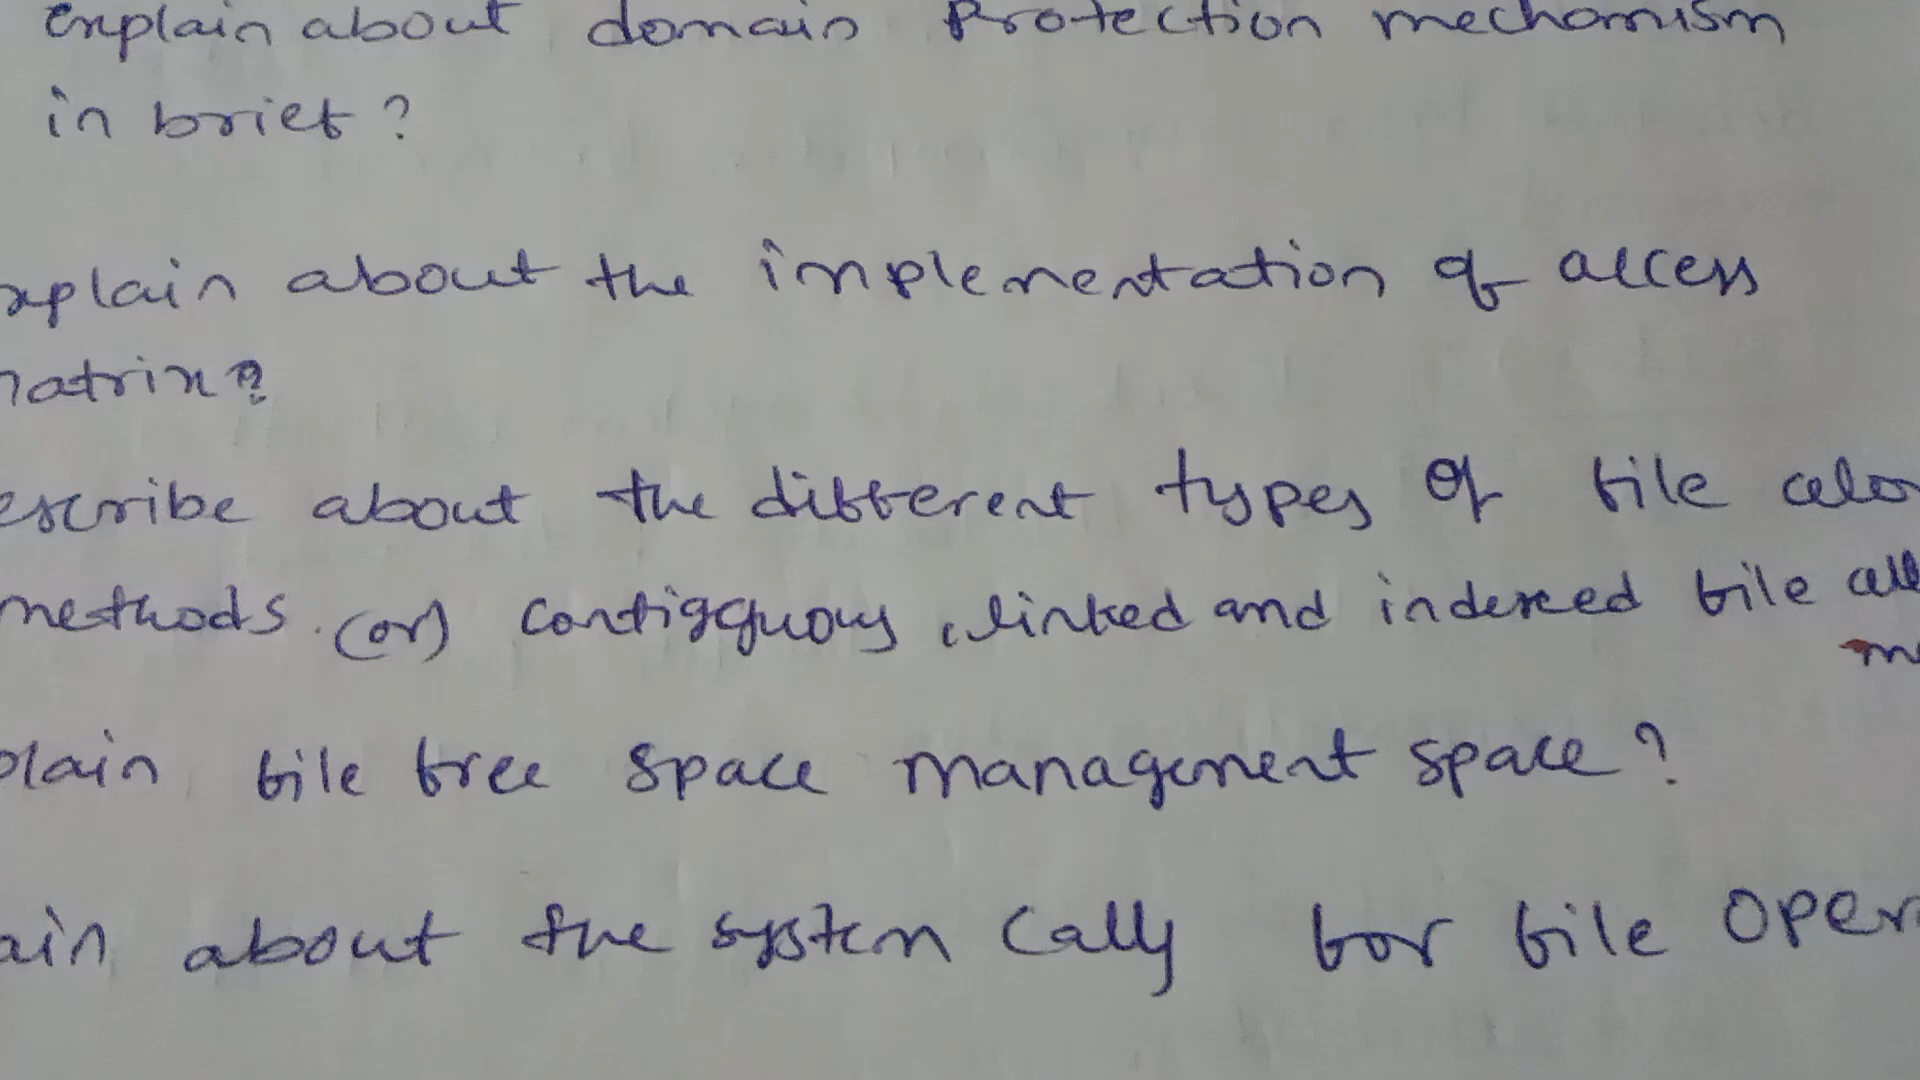 Explain about domain Protection mechanism
in brief?
xplain about the implementation of access
matrix?
escribe about the different types of file alo
methods. (or) contigquous, linked and indexed file all
m
plain file free space management space?
ain about the system calls for file oper